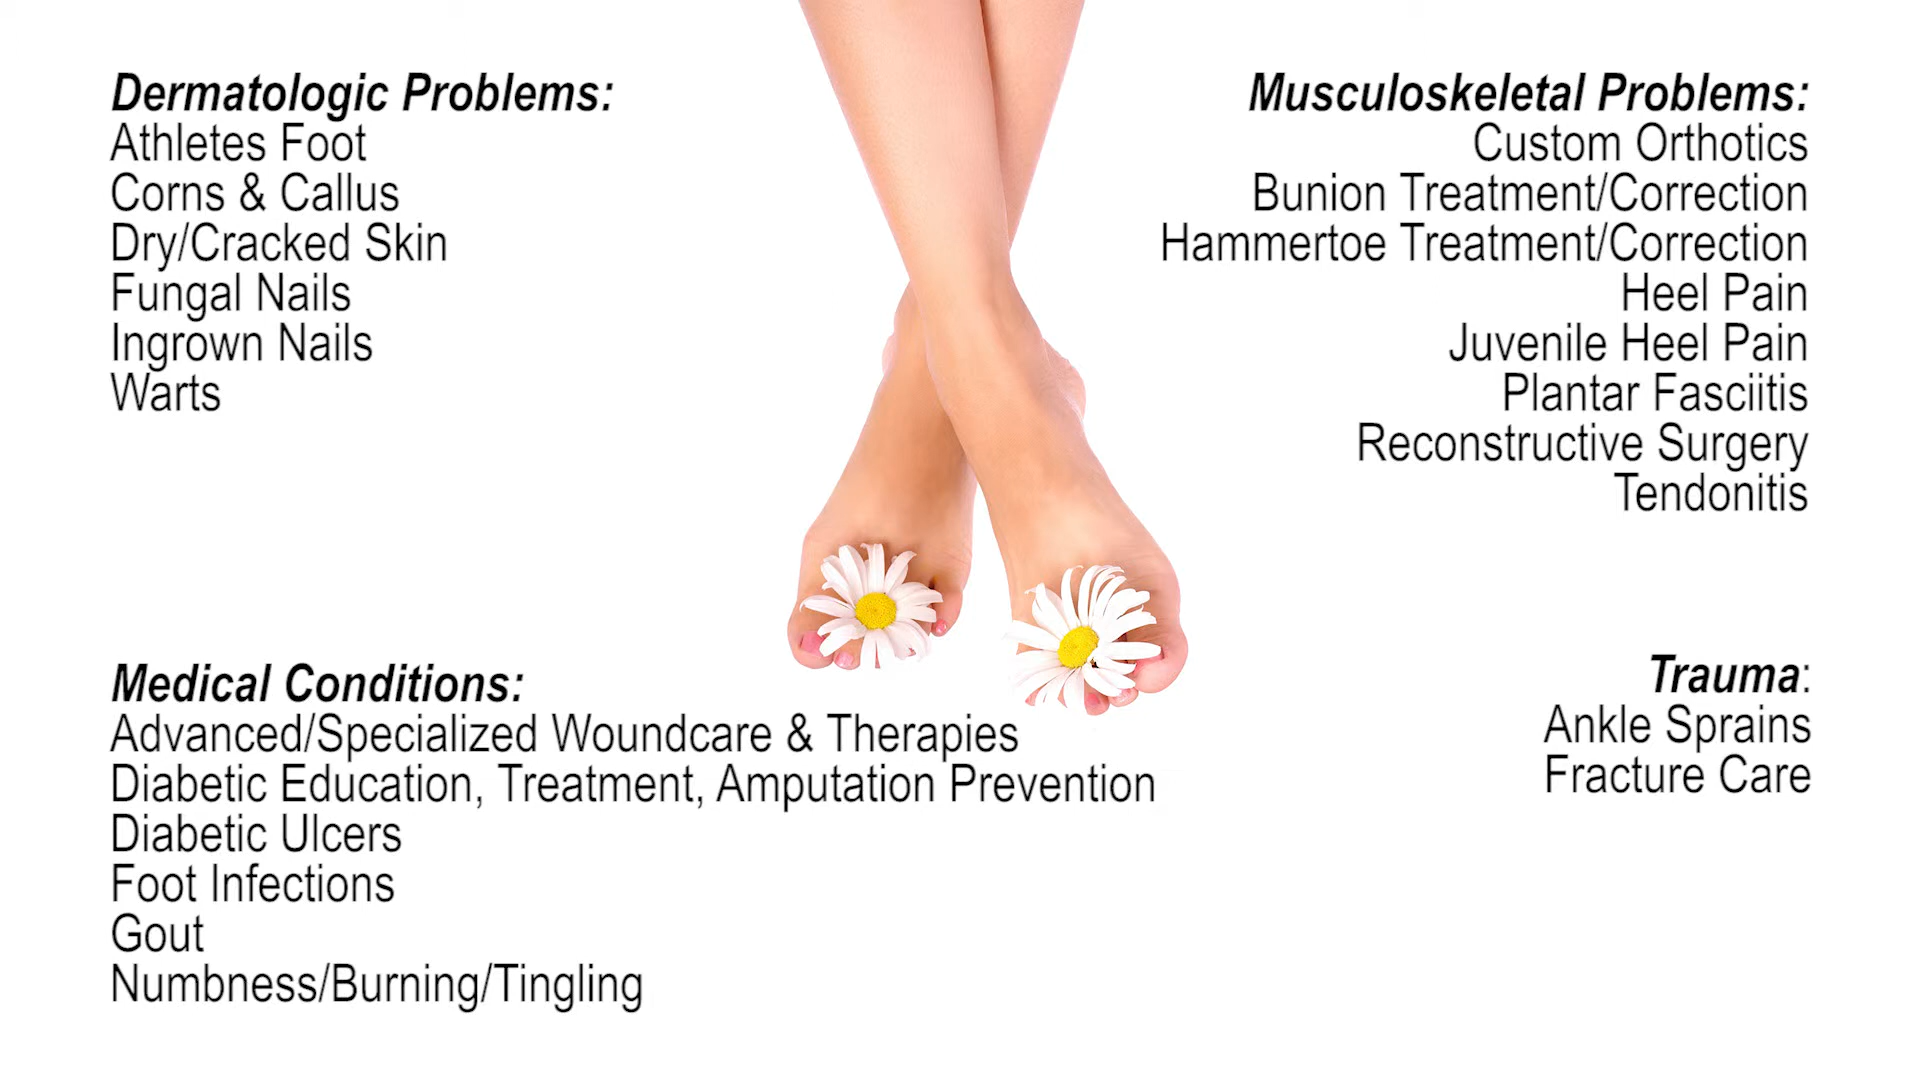 Dermatologic Problems:
Athletes Foot
Corns & Callus
Dry/Cracked Skin
Fungal Nails
Ingrown Nails
Warts
Musculoskeletal Problems:
Custom Orthotics
Bunion Treatment/Correction
Hammertoe Treatment/Correction
Heel Pain
Juvenile Heel Pain
Plantar Fasciitis
Reconstructive Surgery
Tendonitis
Medical Conditions:
Advanced/Specialized Woundcare & Therapies
Diabetic Education, Treatment, Amputation Prevention
Diabetic Ulcers
Foot Infections
Gout
Numbness/Burning/Tingling
Trauma:
Ankle Sprains
Fracture Care